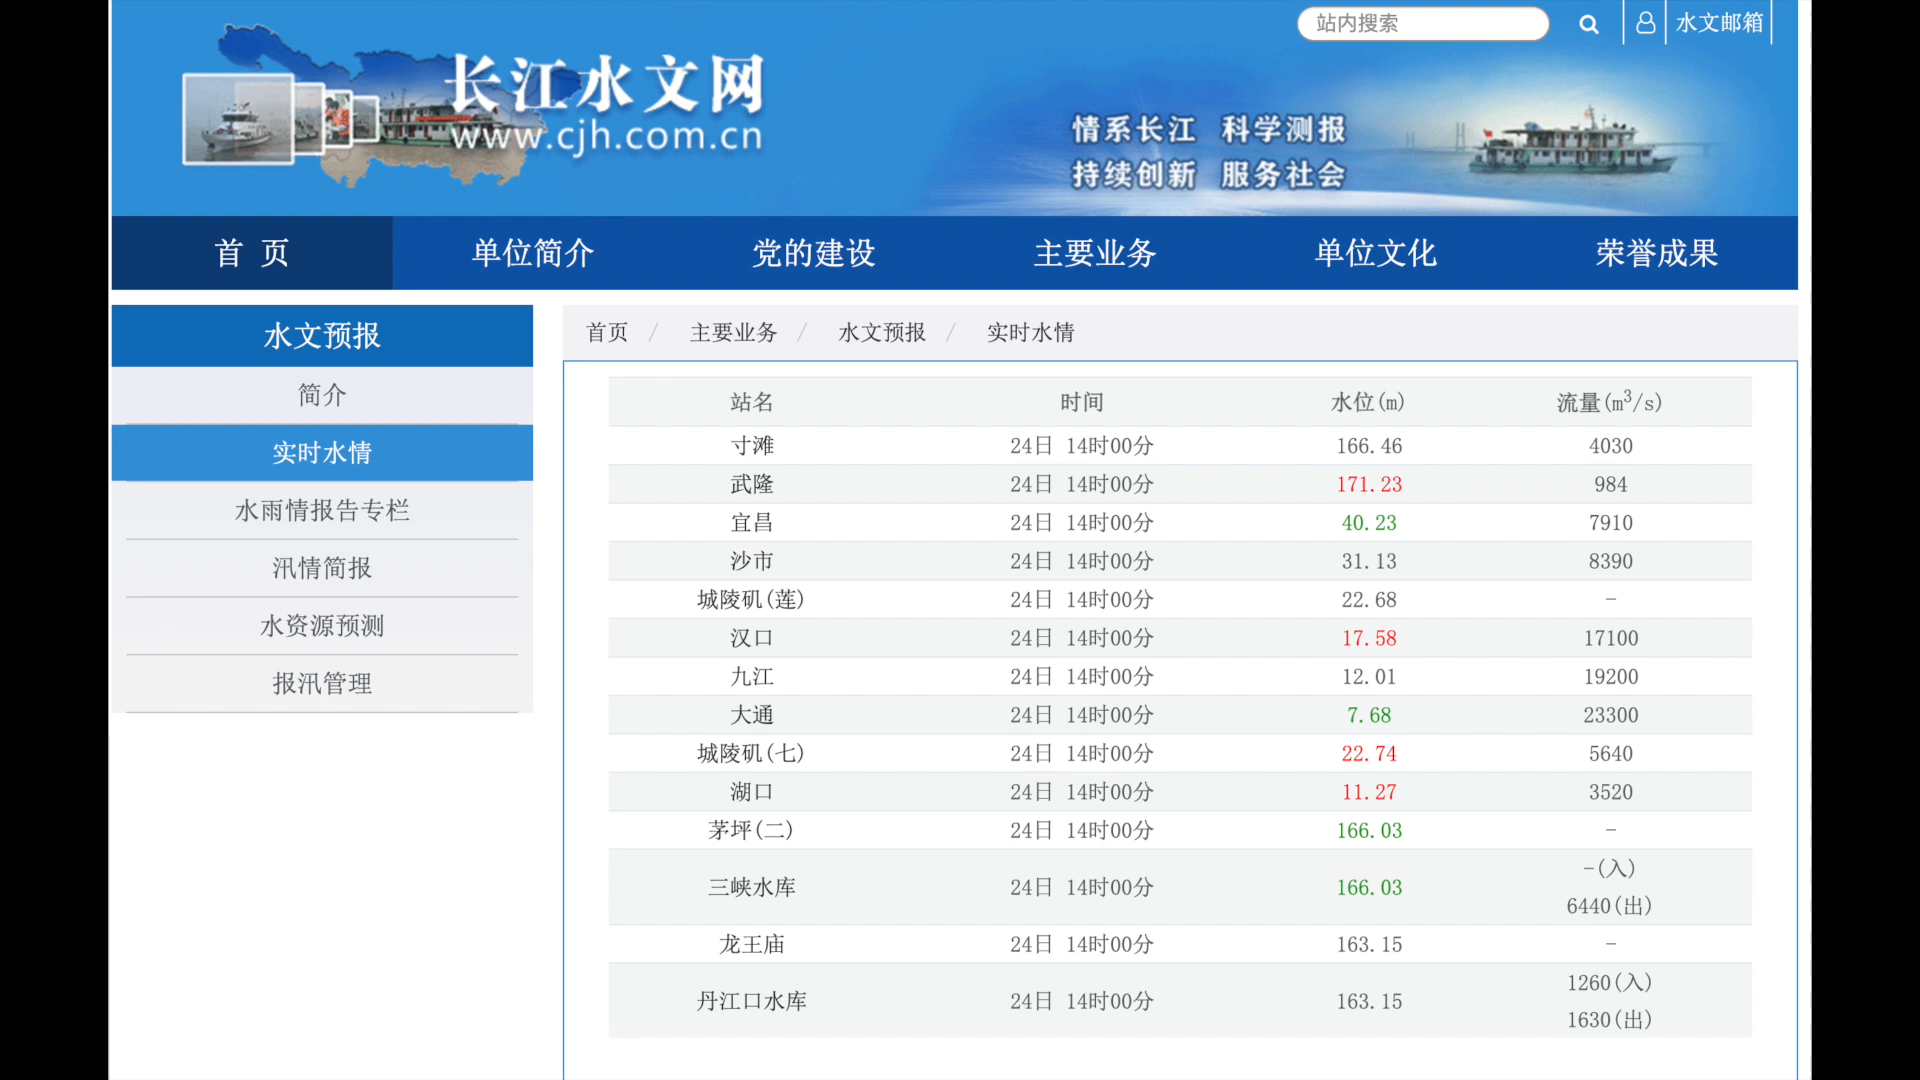 站内搜索
水文邮箱
长江水文网
www.cjh.com.cn
情系长江 科学测报
持续创新 服务社会
首 页 单位简介 党的建设 主要业务 单位文化 荣誉成果
水文预报
简介
实时水情
水雨情报告专栏
汛情简报
水资源预测
报汛管理
首页 / 主要业务 / 水文预报 / 实时水情
站名 时间 水位(m) 流量(m³/s)
寸滩 24日 14时00分 166.46 4030
武隆 24日 14时00分 171.23 984
宜昌 24日 14时00分 40.23 7910
沙市 24日 14时00分 31.13 8390
城陵矶(莲) 24日 14时00分 22.68 -
汉口 24日 14时00分 17.58 17100
九江 24日 14时00分 12.01 19200
大通 24日 14时00分 7.68 23300
城陵矶(七) 24日 14时00分 22.74 5640
湖口 24日 14时00分 11.27 3520
茅坪(二) 24日 14时00分 166.03 -
三峡水库 24日 14时00分 166.03 -(入)
6440(出)
龙王庙 24日 14时00分 163.15 -
丹江口水库 24日 14时00分 163.15 1260(入)
1630(出)